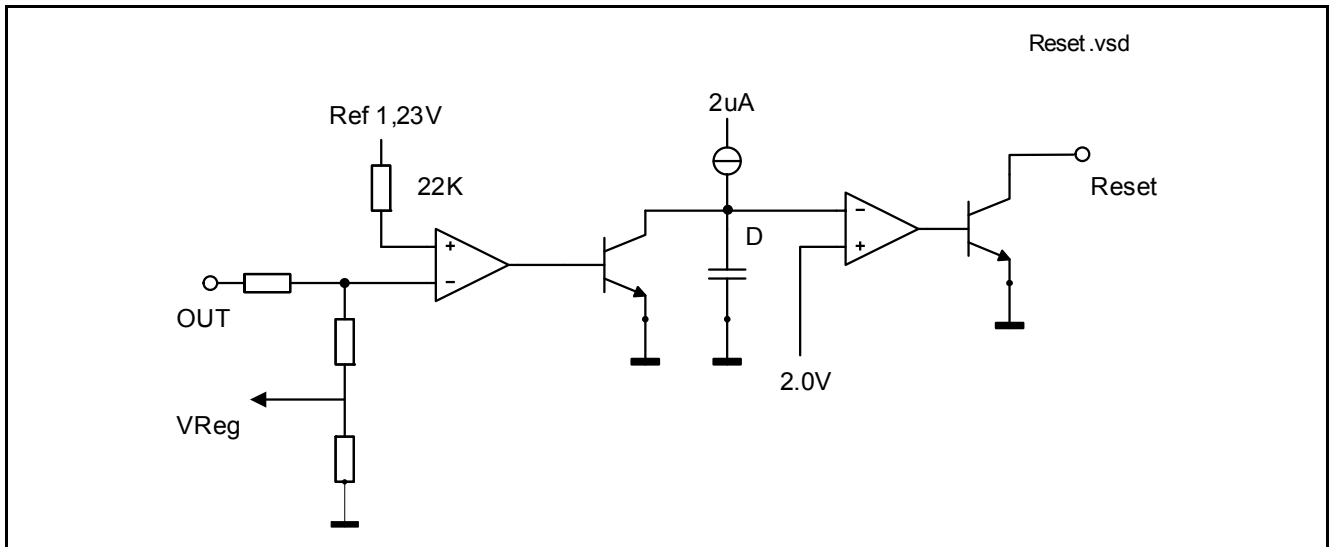 Reset.vsd
2uA
Ref 1,23V
22K
Reset
+
−
−
+
D
OUT
2.0V
VReg